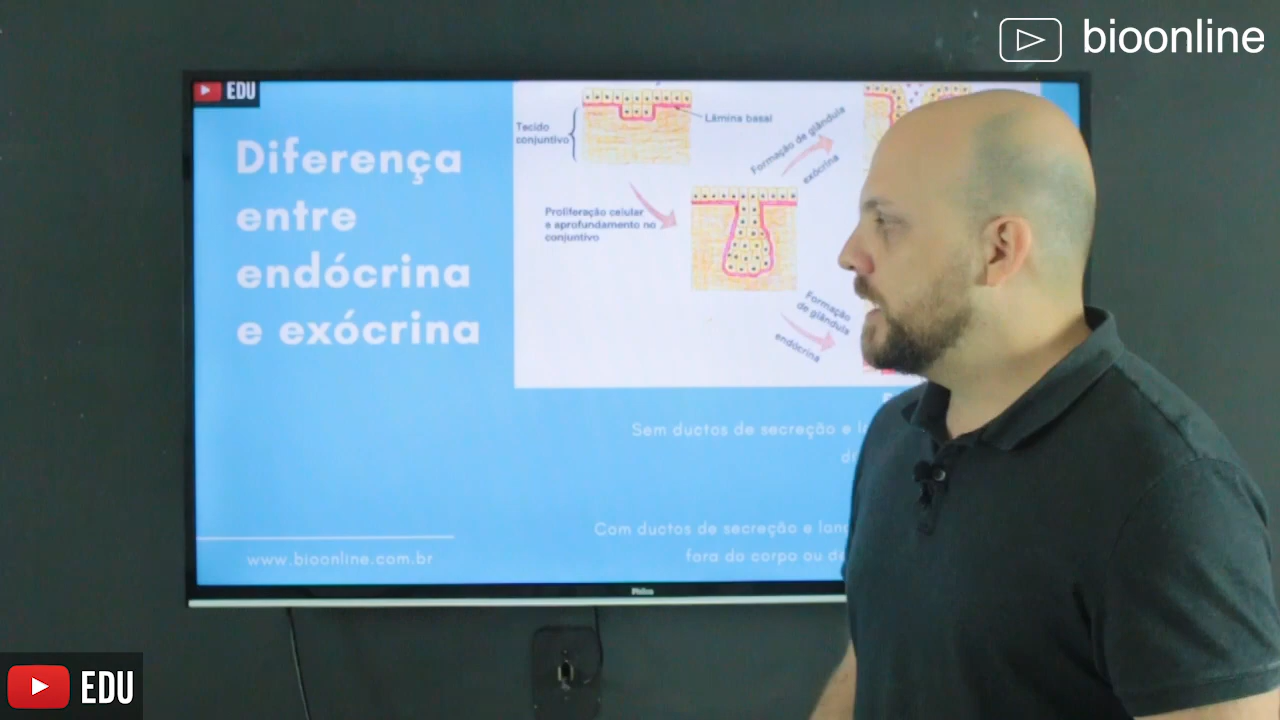 bioonline
EDU
Diferença
entre
endócrina
e exócrina
Tecido
conjuntivo
Lâmina basal
Formação de glândula
exócrina
Proliferação celular
e aprofundamento no
conjuntivo
Formação
de glândula
endócrina
Sem ductos de secreção e
Com ductos de secreção e
fora do corpo ou
www.bioonline.com.br
Philco
EDU